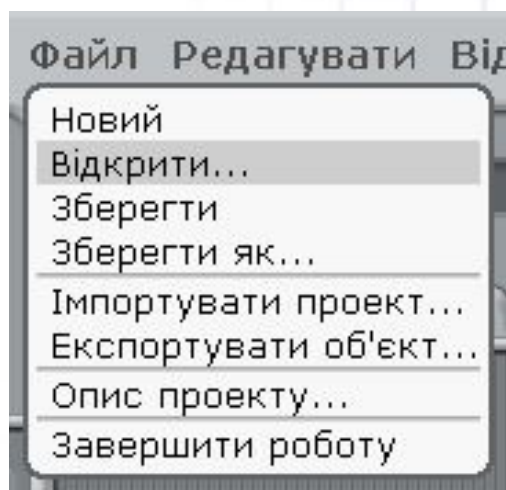 Файл Редагувати
Новий
Відкрити...
Зберегти
Зберегти як...
Імпортувати проект...
Експортувати об'єкт...
Опис проекту...
Завершити роботу